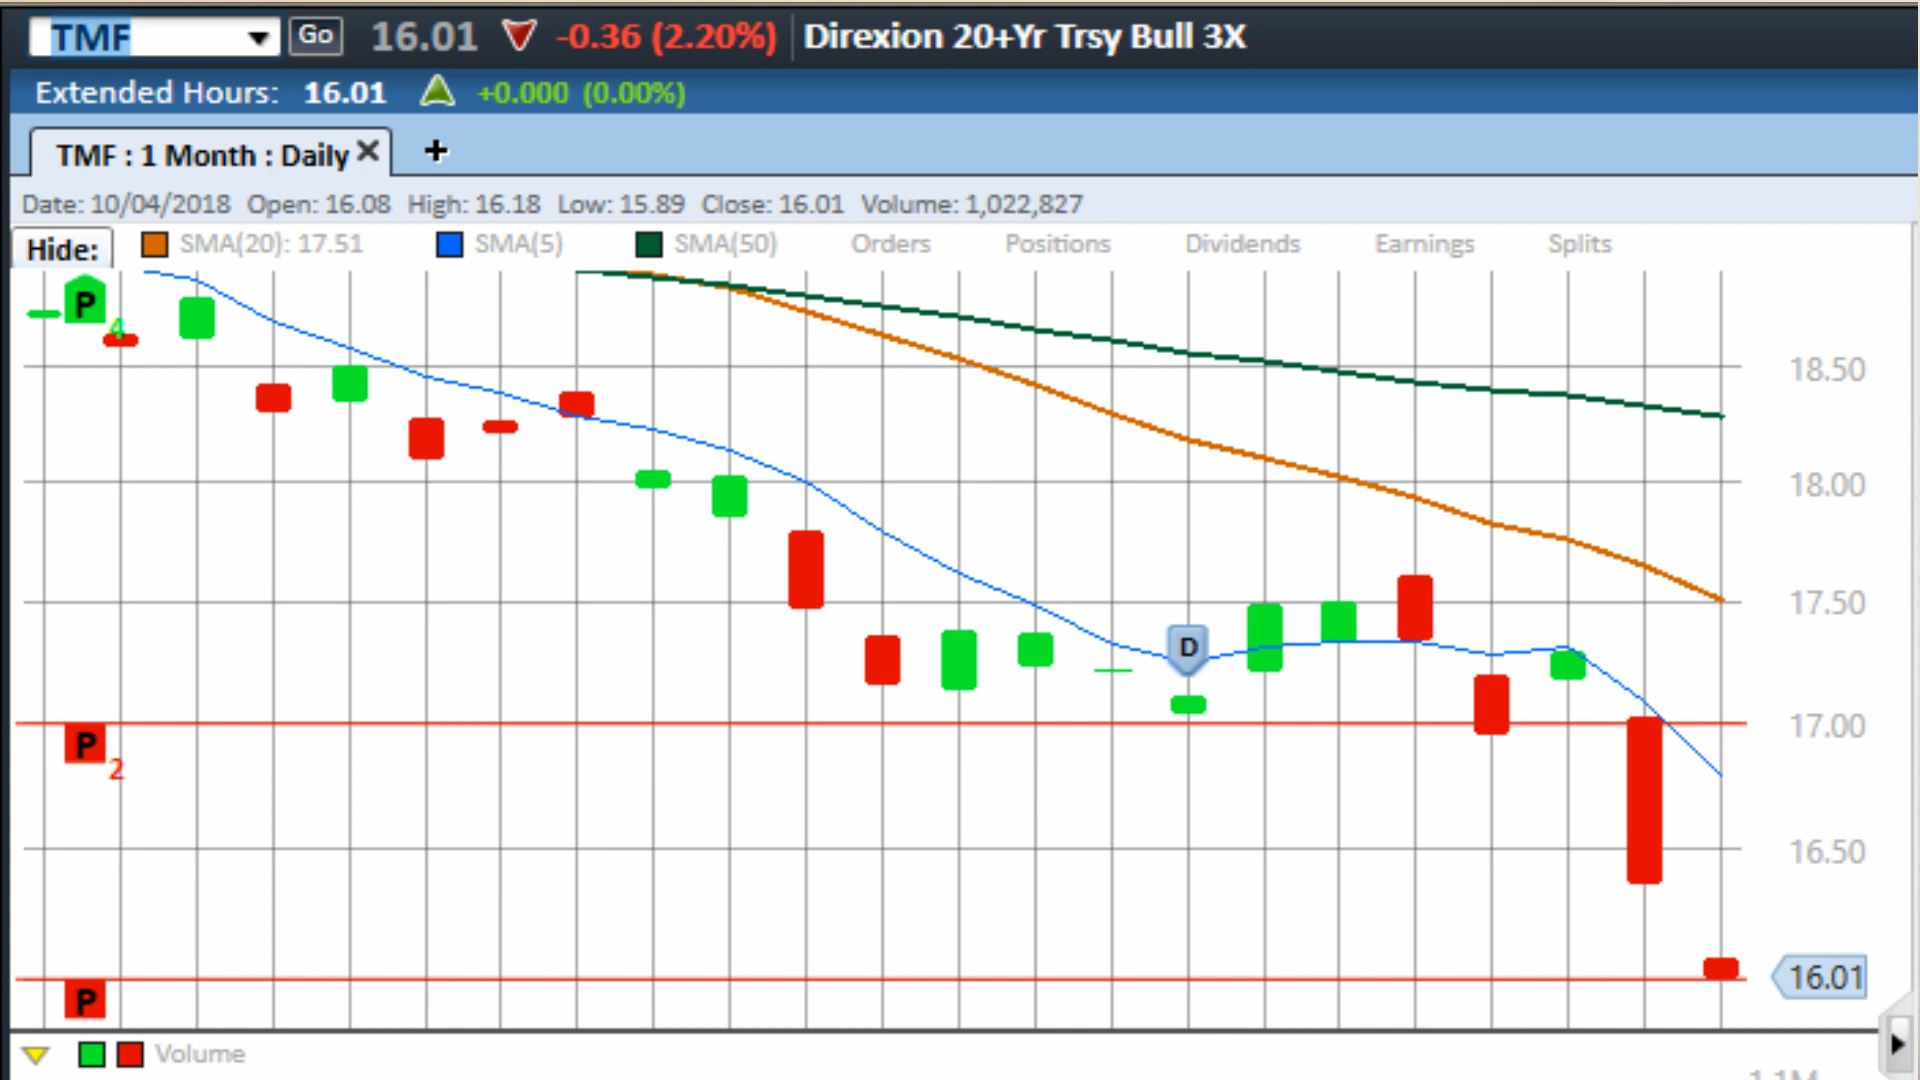 TMF Go 16.01 -0.36 (2.20%) Direxion 20+Yr Trsy Bull 3X
Extended Hours: 16.01 +0.000 (0.00%)
TMF : 1 Month : Daily ✕ +
Date: 10/04/2018 Open: 16.08 High: 16.18 Low: 15.89 Close: 16.01 Volume: 1,022,827
Hide: SMA(20): 17.51 SMA(5) SMA(50) Orders Positions Dividends Earnings Splits
P
4
18.50
18.00
17.50
D
17.00
P
2
16.50
16.01
P
Volume
1.1M